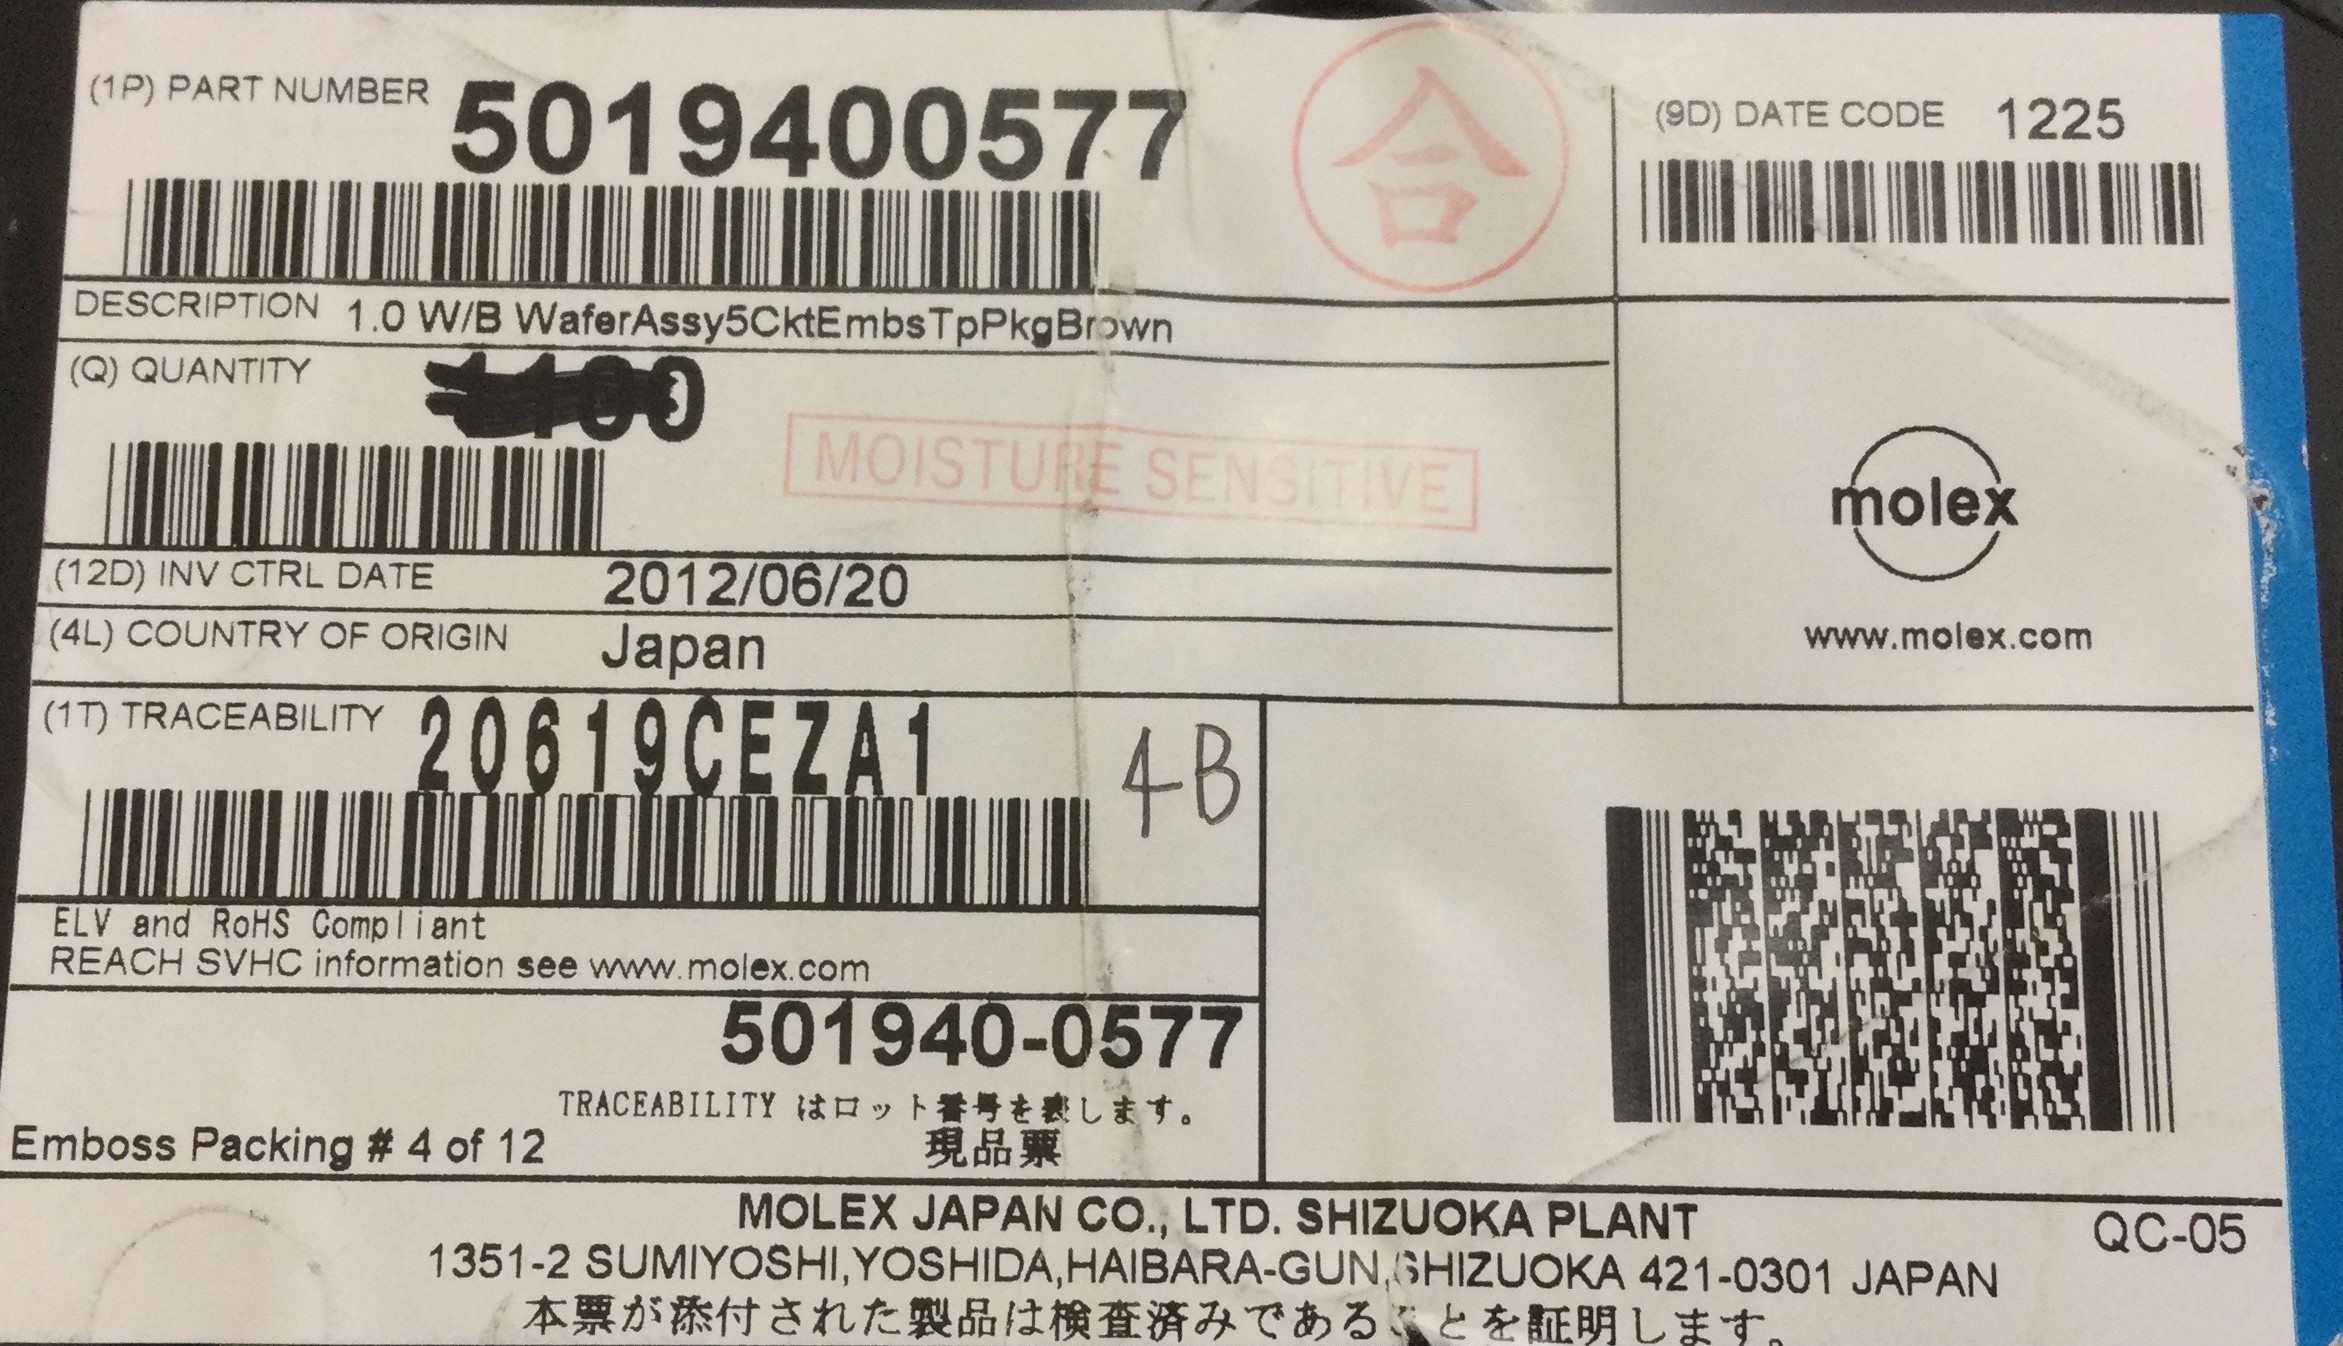 (1P) PART NUMBER 5019400577
合
(9D) DATE CODE 1225
DESCRIPTION 1.0 W/B WaferAssy5CktEmbsTpPkgBrown
(Q) QUANTITY
MOISTURE SENSITIVE
molex
www.molex.com
(12D) INV CTRL DATE 2012/06/20
(4L) COUNTRY OF ORIGIN Japan
(1T) TRACEABILITY 20619CEZA1
4B
ELV and RoHS Compliant
REACH SVHC information see www.molex.com
501940-0577
TRACEABILITY はロット番号を表します。
Emboss Packing # 4 of 12 現品票
MOLEX JAPAN CO., LTD. SHIZUOKA PLANT
QC-05
1351-2 SUMIYOSHI,YOSHIDA,HAIBARA-GUN,SHIZUOKA 421-0301 JAPAN
本票が添付された製品は検査済みであることを証明します。